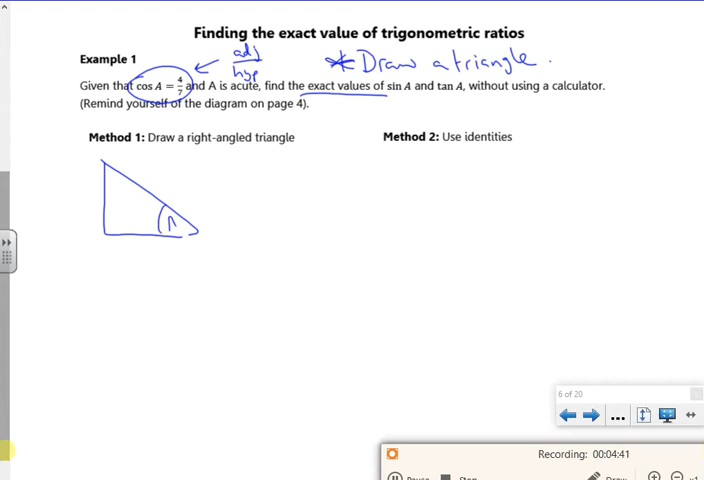 Finding the exact value of trigonometric ratios
Example 1
adj
hyp
* Draw a triangle.
Given that cos A = 4/7 and A is acute, find the exact values of sin A and tan A, without using a calculator.
(Remind yourself of the diagram on page 4).
Method 1: Draw a right-angled triangle
Method 2: Use identities
A
6 of 20
...
Recording: 00:04:41
Pause Stop Draw x1